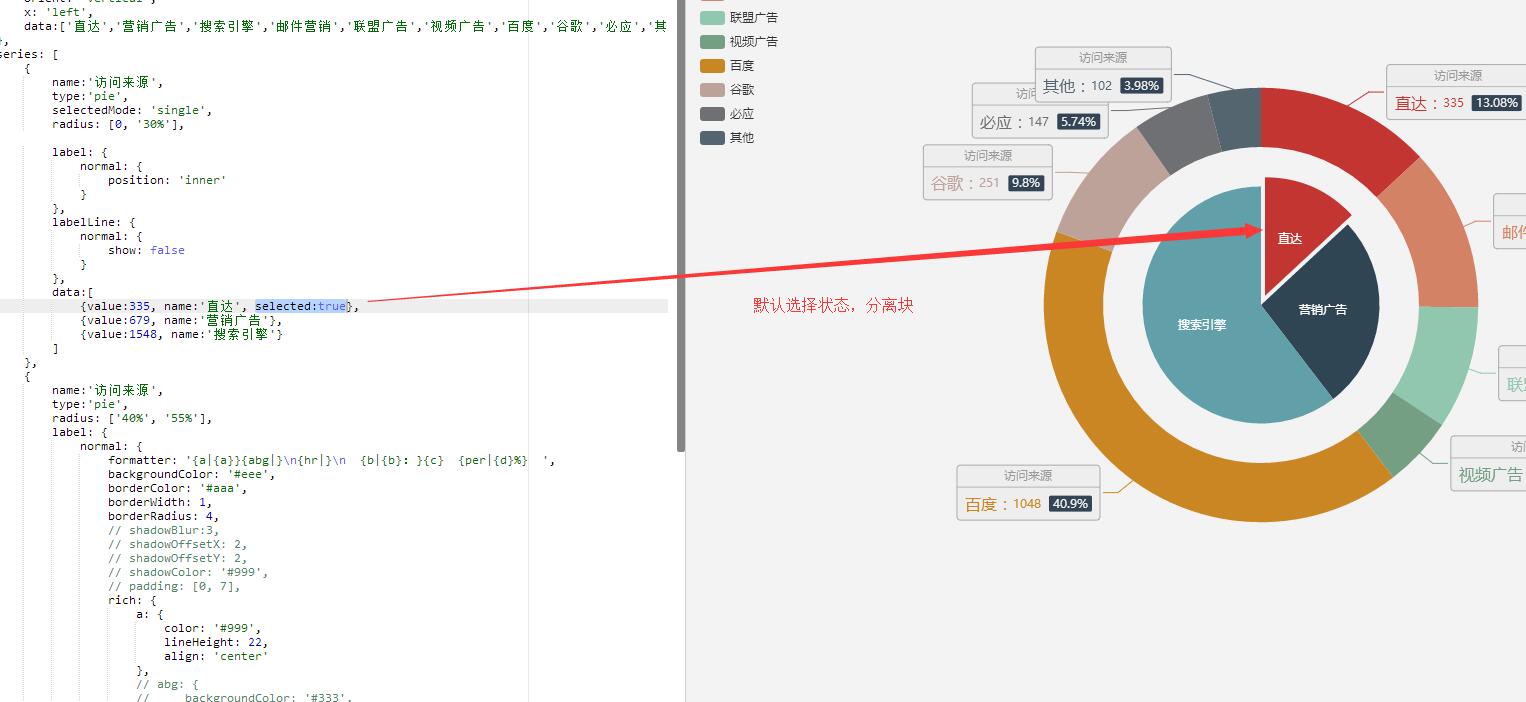 x: 'left',
data:['直达','营销广告','搜索引擎','邮件营销','联盟广告','视频广告','百度','谷歌','必应','其
},
series: [
{
name:'访问来源',
type:'pie',
selectedMode: 'single',
radius: [0, '30%'],
label: {
normal: {
position: 'inner'
}
},
labelLine: {
normal: {
show: false
}
},
data:[
{value:335, name:'直达', selected:true},
{value:679, name:'营销广告'},
{value:1548, name:'搜索引擎'}
]
},
{
name:'访问来源',
type:'pie',
radius: ['40%', '55%'],
label: {
normal: {
formatter: '{a|{a}}{abg|}\n{hr|}\n  {b|{b}: }{c}  {per|{d}%}  ',
backgroundColor: '#eee',
borderColor: '#aaa',
borderWidth: 1,
borderRadius: 4,
// shadowBlur:3,
// shadowOffsetX: 2,
// shadowOffsetY: 2,
// shadowColor: '#999',
// padding: [0, 7],
rich: {
a: {
color: '#999',
lineHeight: 22,
align: 'center'
},
// abg: {
//     backgroundColor: '#333',
联盟广告
视频广告
百度
谷歌
必应
其他
访问来源
其他：102 3.98%
访问来源
直达：335 13.08%
访
必应：147 5.74%
访问来源
谷歌：251 9.8%
邮件
直达
默认选择状态，分离块
营销广告
搜索引擎
联
访
视频广告
访问来源
百度：1048 40.9%